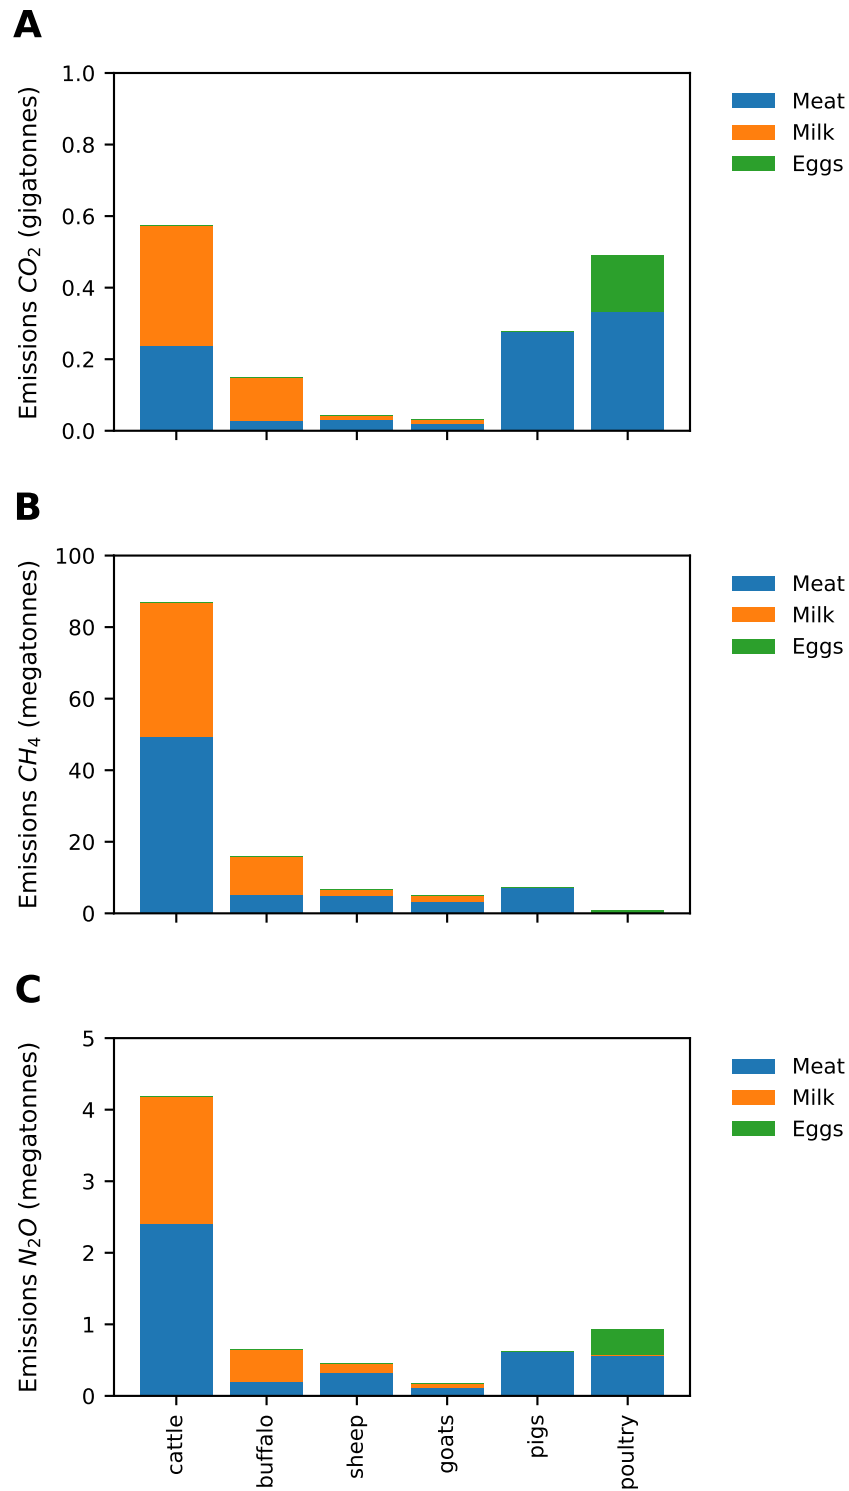 A
1.0
0.8
0.6
0.4
0.2
0.0
Emissions CO₂ (gigatonnes)
Meat
Milk
Eggs
B
100
80
60
40
20
0
Emissions CH₄ (megatonnes)
Meat
Milk
Eggs
C
5
4
3
2
1
0
Emissions N₂O (megatonnes)
Meat
Milk
Eggs
cattle
buffalo
sheep
goats
pigs
poultry